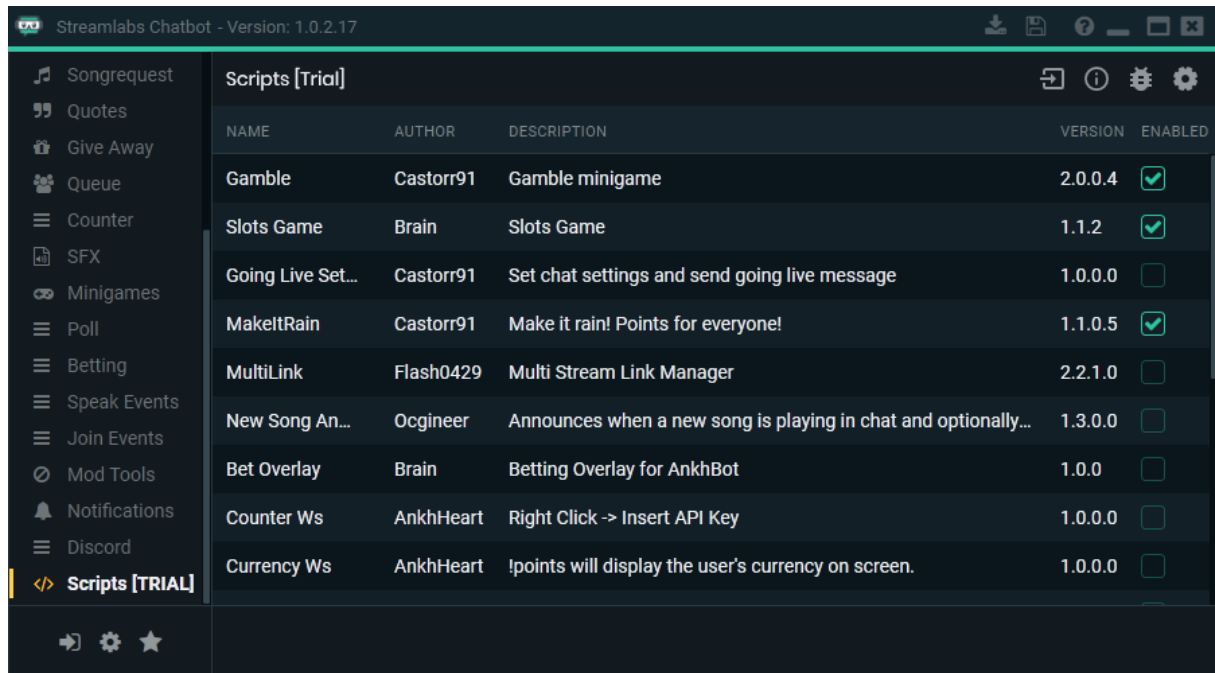 Streamlabs Chatbot - Version: 1.0.2.17
Songrequest
Quotes
Give Away
Queue
Counter
SFX
Minigames
Poll
Betting
Speak Events
Join Events
Mod Tools
Notifications
Discord
Scripts [TRIAL]
Scripts [Trial]
NAME AUTHOR DESCRIPTION VERSION ENABLED
Gamble Castorr91 Gamble minigame 2.0.0.4
Slots Game Brain Slots Game 1.1.2
Going Live Set... Castorr91 Set chat settings and send going live message 1.0.0.0
MakeItRain Castorr91 Make it rain! Points for everyone! 1.1.0.5
MultiLink Flash0429 Multi Stream Link Manager 2.2.1.0
New Song An... Ocgineer Announces when a new song is playing in chat and optionally... 1.3.0.0
Bet Overlay Brain Betting Overlay for AnkhBot 1.0.0
Counter Ws AnkhHeart Right Click -> Insert API Key 1.0.0.0
Currency Ws AnkhHeart !points will display the user's currency on screen. 1.0.0.0